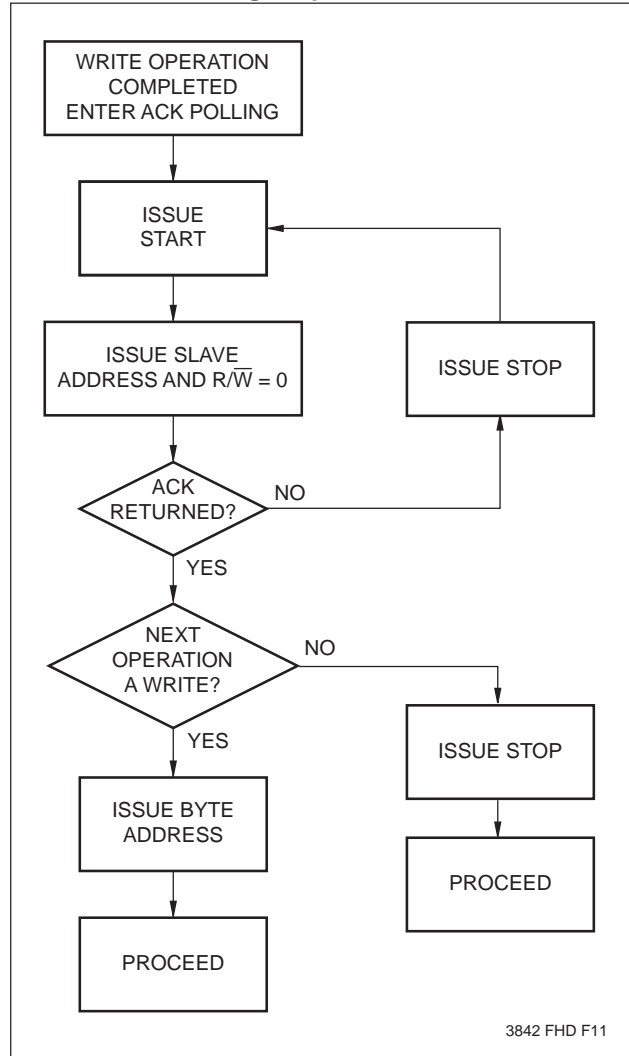 WRITE OPERATION
COMPLETED
ENTER ACK POLLING
ISSUE
START
ISSUE SLAVE
ADDRESS AND R/W̅ = 0
ISSUE STOP
ACK
RETURNED?
NO
YES
NEXT
OPERATION
A WRITE?
NO
YES
ISSUE STOP
ISSUE BYTE
ADDRESS
PROCEED
PROCEED
3842 FHD F11